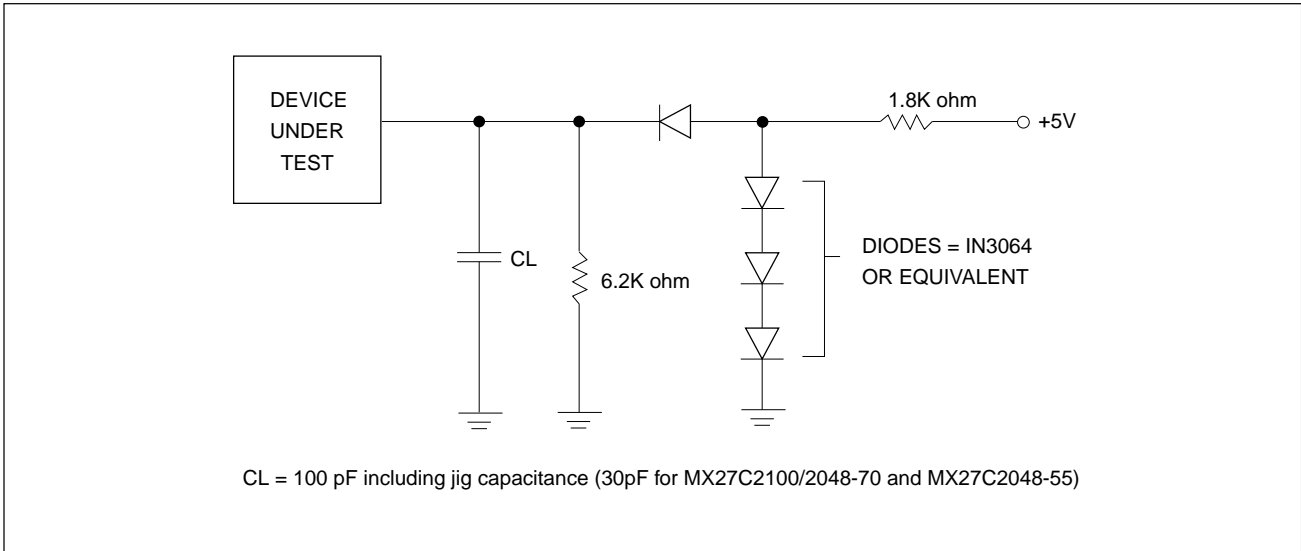 DEVICE
UNDER
TEST
1.8K ohm
+5V
CL
6.2K ohm
DIODES = IN3064
OR EQUIVALENT
CL = 100 pF including jig capacitance (30pF for MX27C2100/2048-70 and MX27C2048-55)